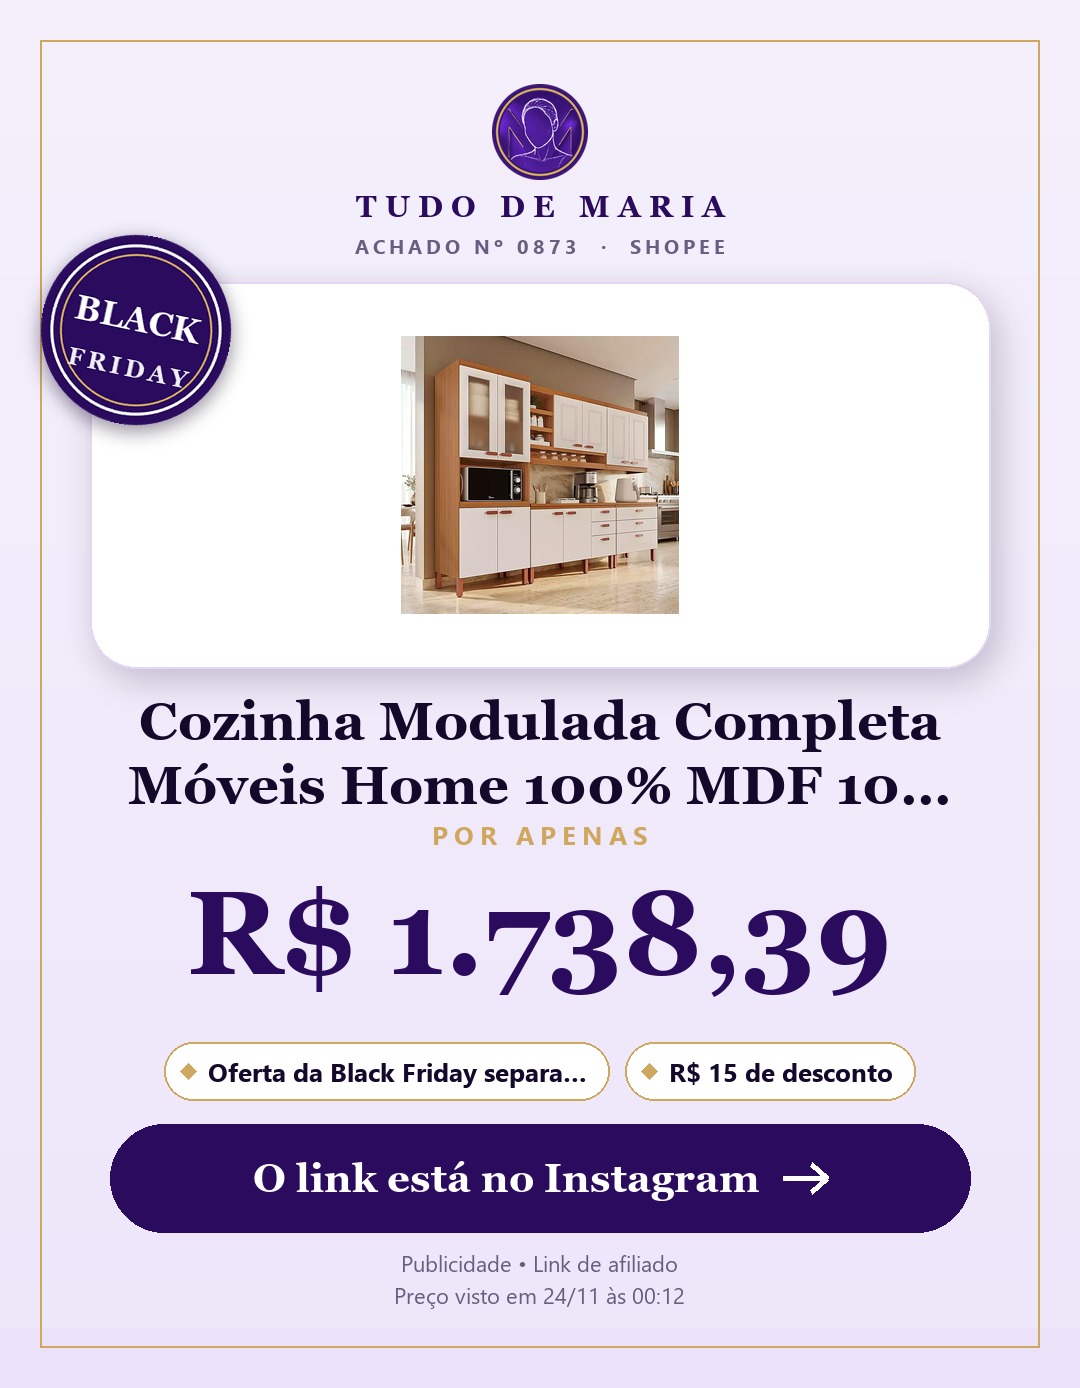 TUDO DE MARIA
ACHADO Nº 0873 · SHOPEE
BLACK
FRIDAY
Cozinha Modulada Completa
Móveis Home 100% MDF 10...
POR APENAS
R$ 1.738,39
Oferta da Black Friday separa...
R$ 15 de desconto
O link está no Instagram →
Publicidade • Link de afiliado
Preço visto em 24/11 às 00:12